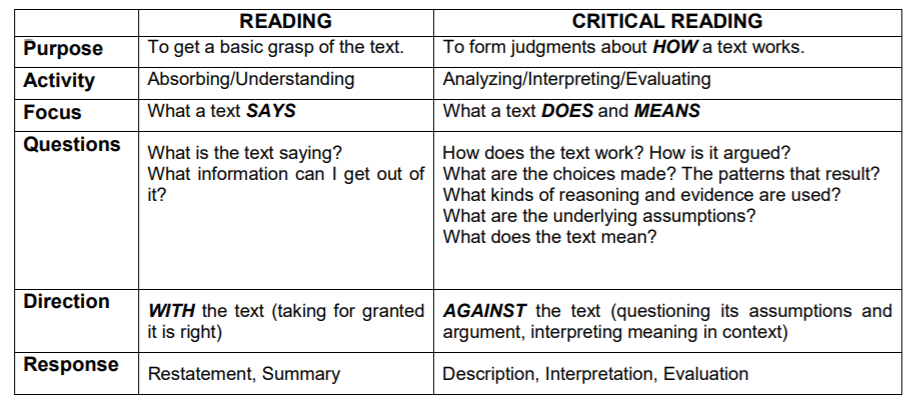 READING CRITICAL READING
Purpose To get a basic grasp of the text. To form judgments about HOW a text works.
Activity Absorbing/Understanding Analyzing/Interpreting/Evaluating
Focus What a text SAYS What a text DOES and MEANS
Questions
What is the text saying?
What information can I get out of
it?
How does the text work? How is it argued?
What are the choices made? The patterns that result?
What kinds of reasoning and evidence are used?
What are the underlying assumptions?
What does the text mean?
Direction
WITH the text (taking for granted
it is right)
AGAINST the text (questioning its assumptions and
argument, interpreting meaning in context)
Response
Restatement, Summary
Description, Interpretation, Evaluation